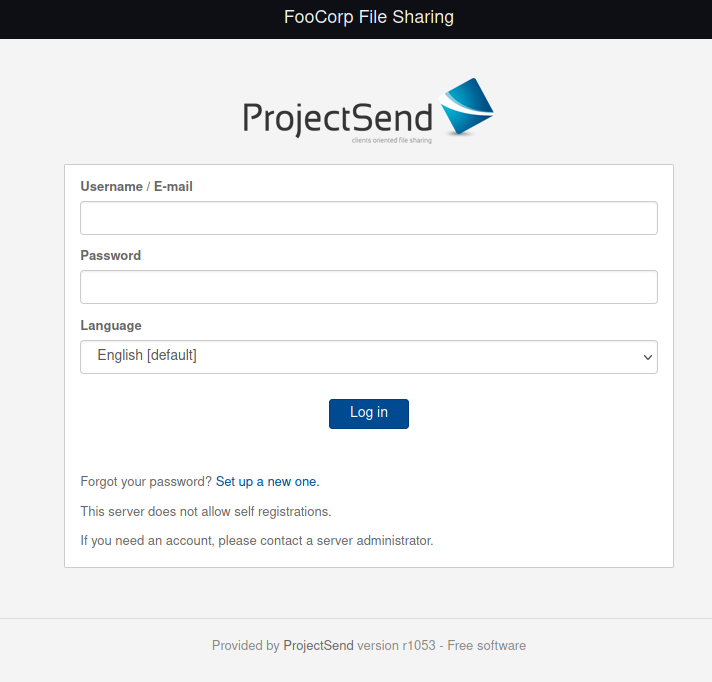 FooCorp File Sharing
ProjectSend
clients oriented file sharing
Username / E-mail
Password
Language
English [default]
Log in
Forgot your password? Set up a new one.
This server does not allow self registrations.
If you need an account, please contact a server administrator.
Provided by ProjectSend version r1053 - Free software